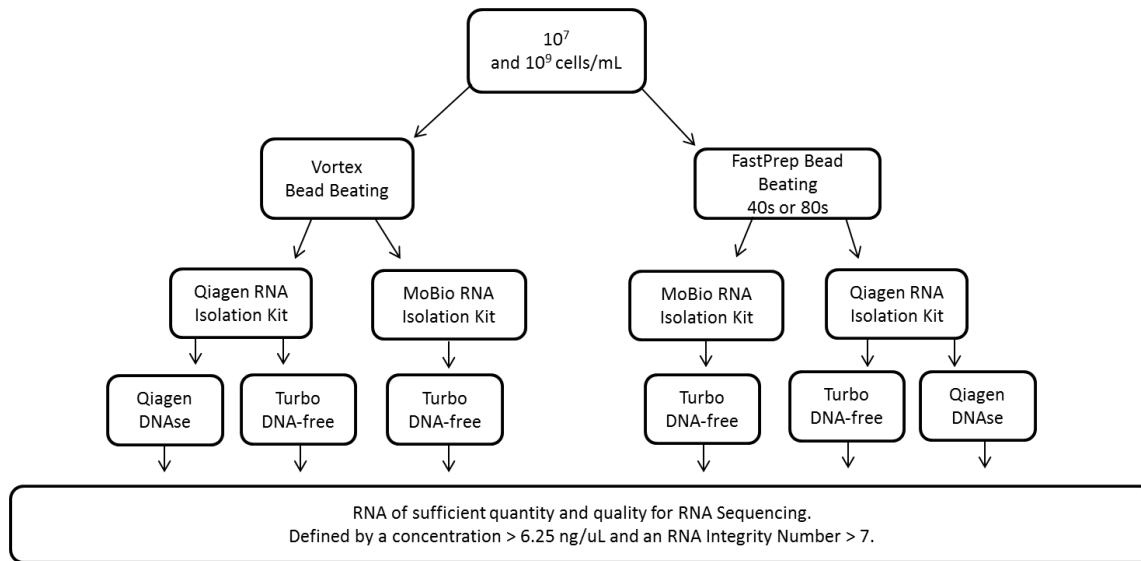 10⁷
and 10⁹ cells/mL
Vortex
Bead Beating
FastPrep Bead
Beating
40s or 80s
Qiagen RNA
Isolation Kit
MoBio RNA
Isolation Kit
MoBio RNA
Isolation Kit
Qiagen RNA
Isolation Kit
Qiagen
DNAse
Turbo
DNA-free
Turbo
DNA-free
Turbo
DNA-free
Turbo
DNA-free
Qiagen
DNAse
RNA of sufficient quantity and quality for RNA Sequencing.
Defined by a concentration > 6.25 ng/uL and an RNA Integrity Number > 7.